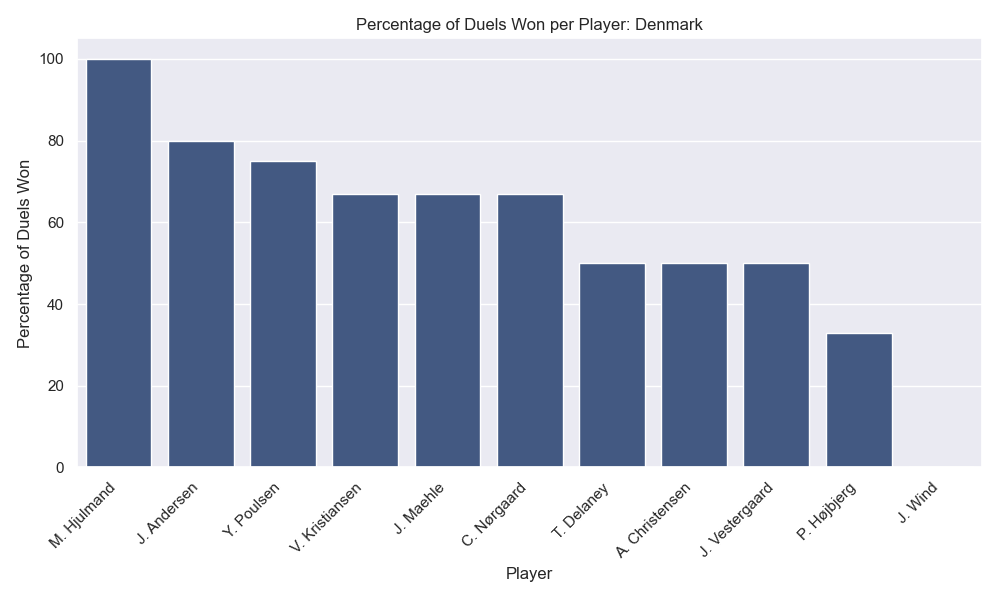 Percentage of Duels Won per Player: Denmark
Percentage of Duels Won
100
80
60
40
20
0
M. Hjulmand
J. Andersen
Y. Poulsen
V. Kristiansen
J. Maehle
C. Nørgaard
T. Delaney
A. Christensen
J. Vestergaard
P. Højbjerg
J. Wind
Player